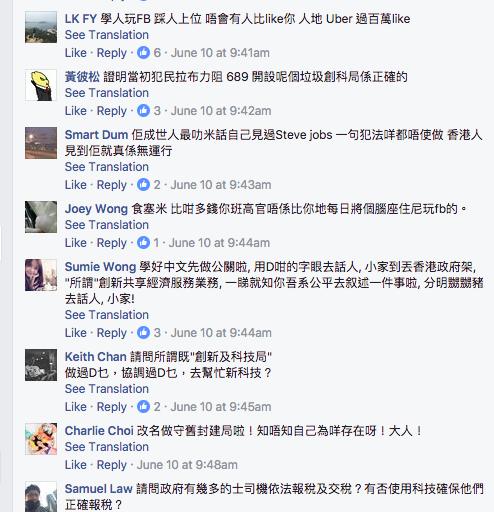 LK FY 學人玩FB 踩人上位 唔會有人比like你 人地 Uber 過百萬like
See Translation
Like · Reply · 6 · June 10 at 9:41am
黃彼松 證明當初犯民拉布力阻 689 開設呢個垃圾創科局係正確的
See Translation
Like · Reply · 3 · June 10 at 9:42am
Smart Dum 佢成世人最叻米話自己見過Steve jobs 一句犯法咩都唔使做 香港人
見到佢就真係無運行
See Translation
Like · Reply · 2 · June 10 at 9:43am
Joey Wong 食塞米 比咁多錢你班高官唔係比你地每日將個腦座住尼玩fb的。
See Translation
Like · Reply · 1 · June 10 at 9:44am
Sumie Wong 學好中文先做公關啦, 用D咁的字眼去話人, 小家到丟香港政府架,
"所謂"創新共享經濟服務業務, 一睇就知你吾系公平去叙述一件事啦, 分明嬲嬲豬
去話人, 小家!
See Translation
Like · Reply · 3 · June 10 at 9:44am
Keith Chan 請問所謂既"創新及科技局"
做過D乜，協調過D乜，去幫忙新科技？
See Translation
Like · Reply · 2 · June 10 at 9:45am
Charlie Choi 改名做守舊封建局啦！知唔知自己為咩存在呀！大人！
See Translation
Like · Reply · June 10 at 9:48am
Samuel Law 請問政府有幾多的士司機依法報稅及交稅？有否使用科技確保他們
正確報稅？